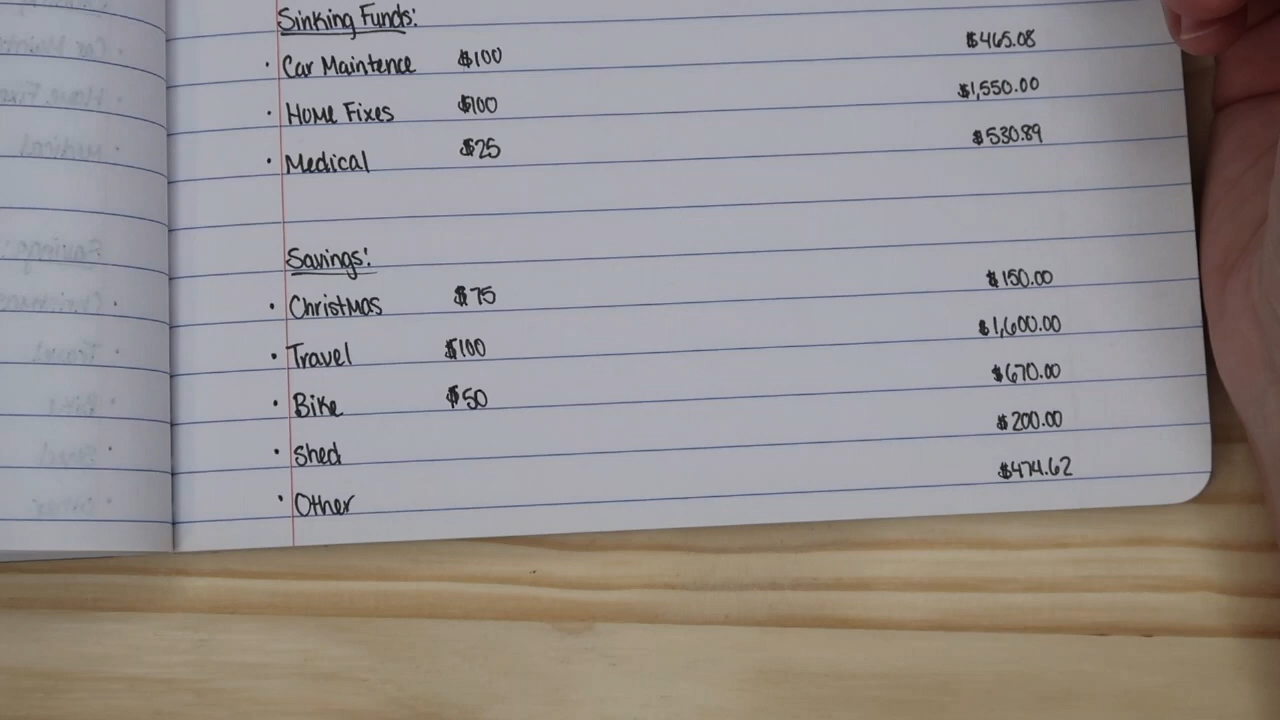 Sinking Funds:
· Car Maintence $100 $465.08
· Home Fixes $100 $1,550.00
· Medical $25 $530.89
Savings:
· Christmas $75 $150.00
· Travel $100 $1,600.00
· Bike $50 $670.00
· Shed $200.00
· Other $474.62